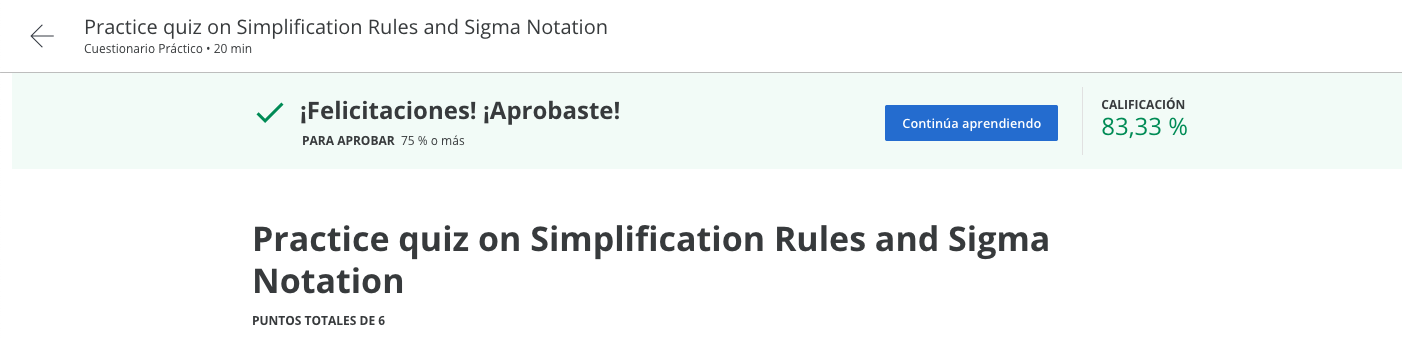 Practice quiz on Simplification Rules and Sigma Notation
Cuestionario Práctico • 20 min
¡Felicitaciones! ¡Aprobaste!
PARA APROBAR 75 % o más
Continúa aprendiendo
CALIFICACIÓN
83,33 %
Practice quiz on Simplification Rules and Sigma
Notation
PUNTOS TOTALES DE 6